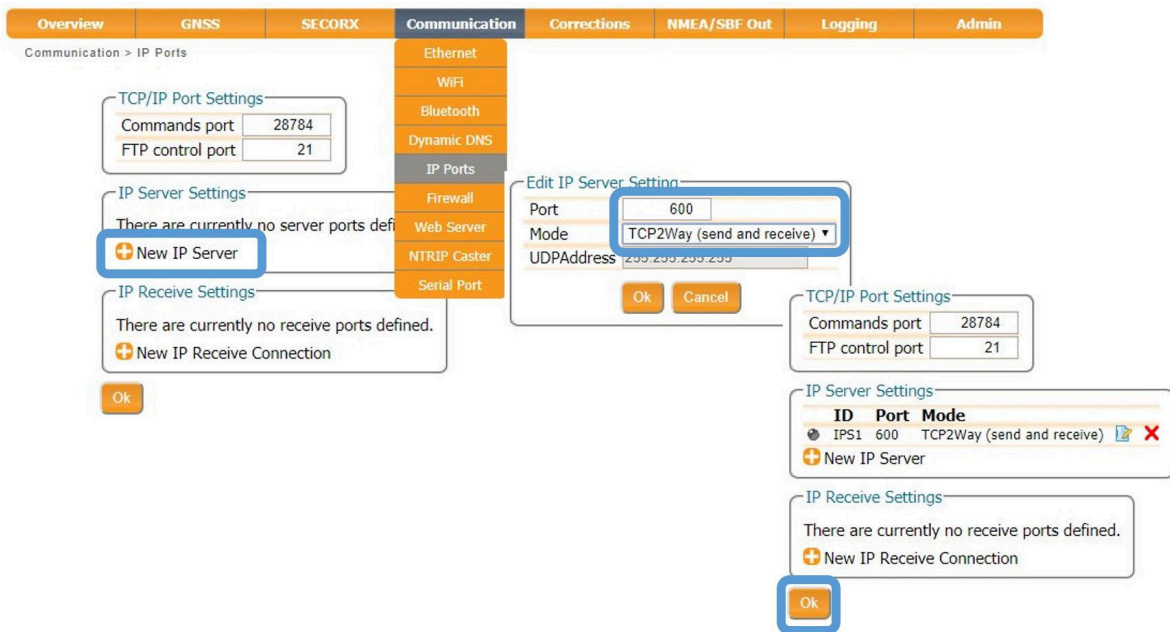 Overview GNSS SECORX Communication Corrections NMEA/SBF Out Logging Admin
Communication > IP Ports
Ethernet
WiFi
Bluetooth
Dynamic DNS
IP Ports
Firewall
Web Server
NTRIP Caster
Serial Port
TCP/IP Port Settings
Commands port 28784
FTP control port 21
IP Server Settings
There are currently no server ports defi
New IP Server
IP Receive Settings
There are currently no receive ports defined.
New IP Receive Connection
Ok
Edit IP Server Setting
Port 600
Mode TCP2Way (send and receive)
UDPAddress 255.255.255.255
Ok Cancel
TCP/IP Port Settings
Commands port 28784
FTP control port 21
IP Server Settings
ID Port Mode
IPS1 600 TCP2Way (send and receive)
New IP Server
IP Receive Settings
There are currently no receive ports defined.
New IP Receive Connection
Ok